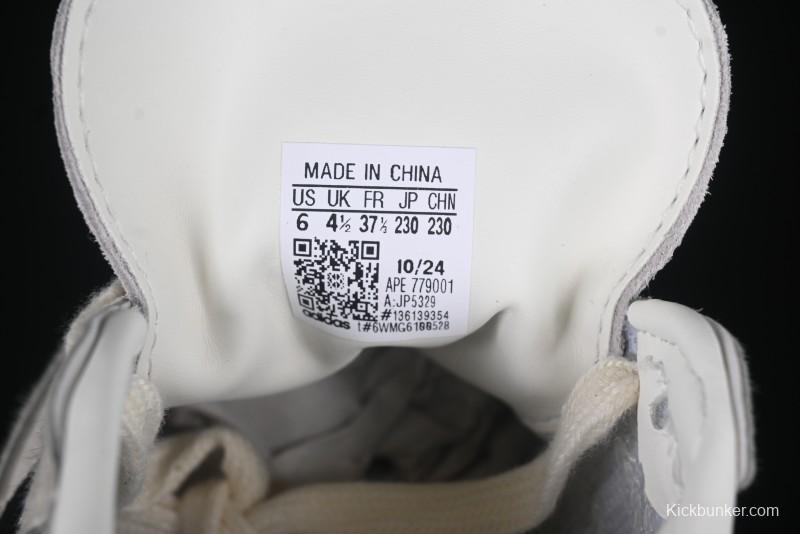 MADE IN CHINA
US UK FR JP CHN
6 4½ 37⅓ 230 230
10/24
APE 779001
A:JP5329
#136139354
adidas t#6WMG6100528
Kickbunker.com